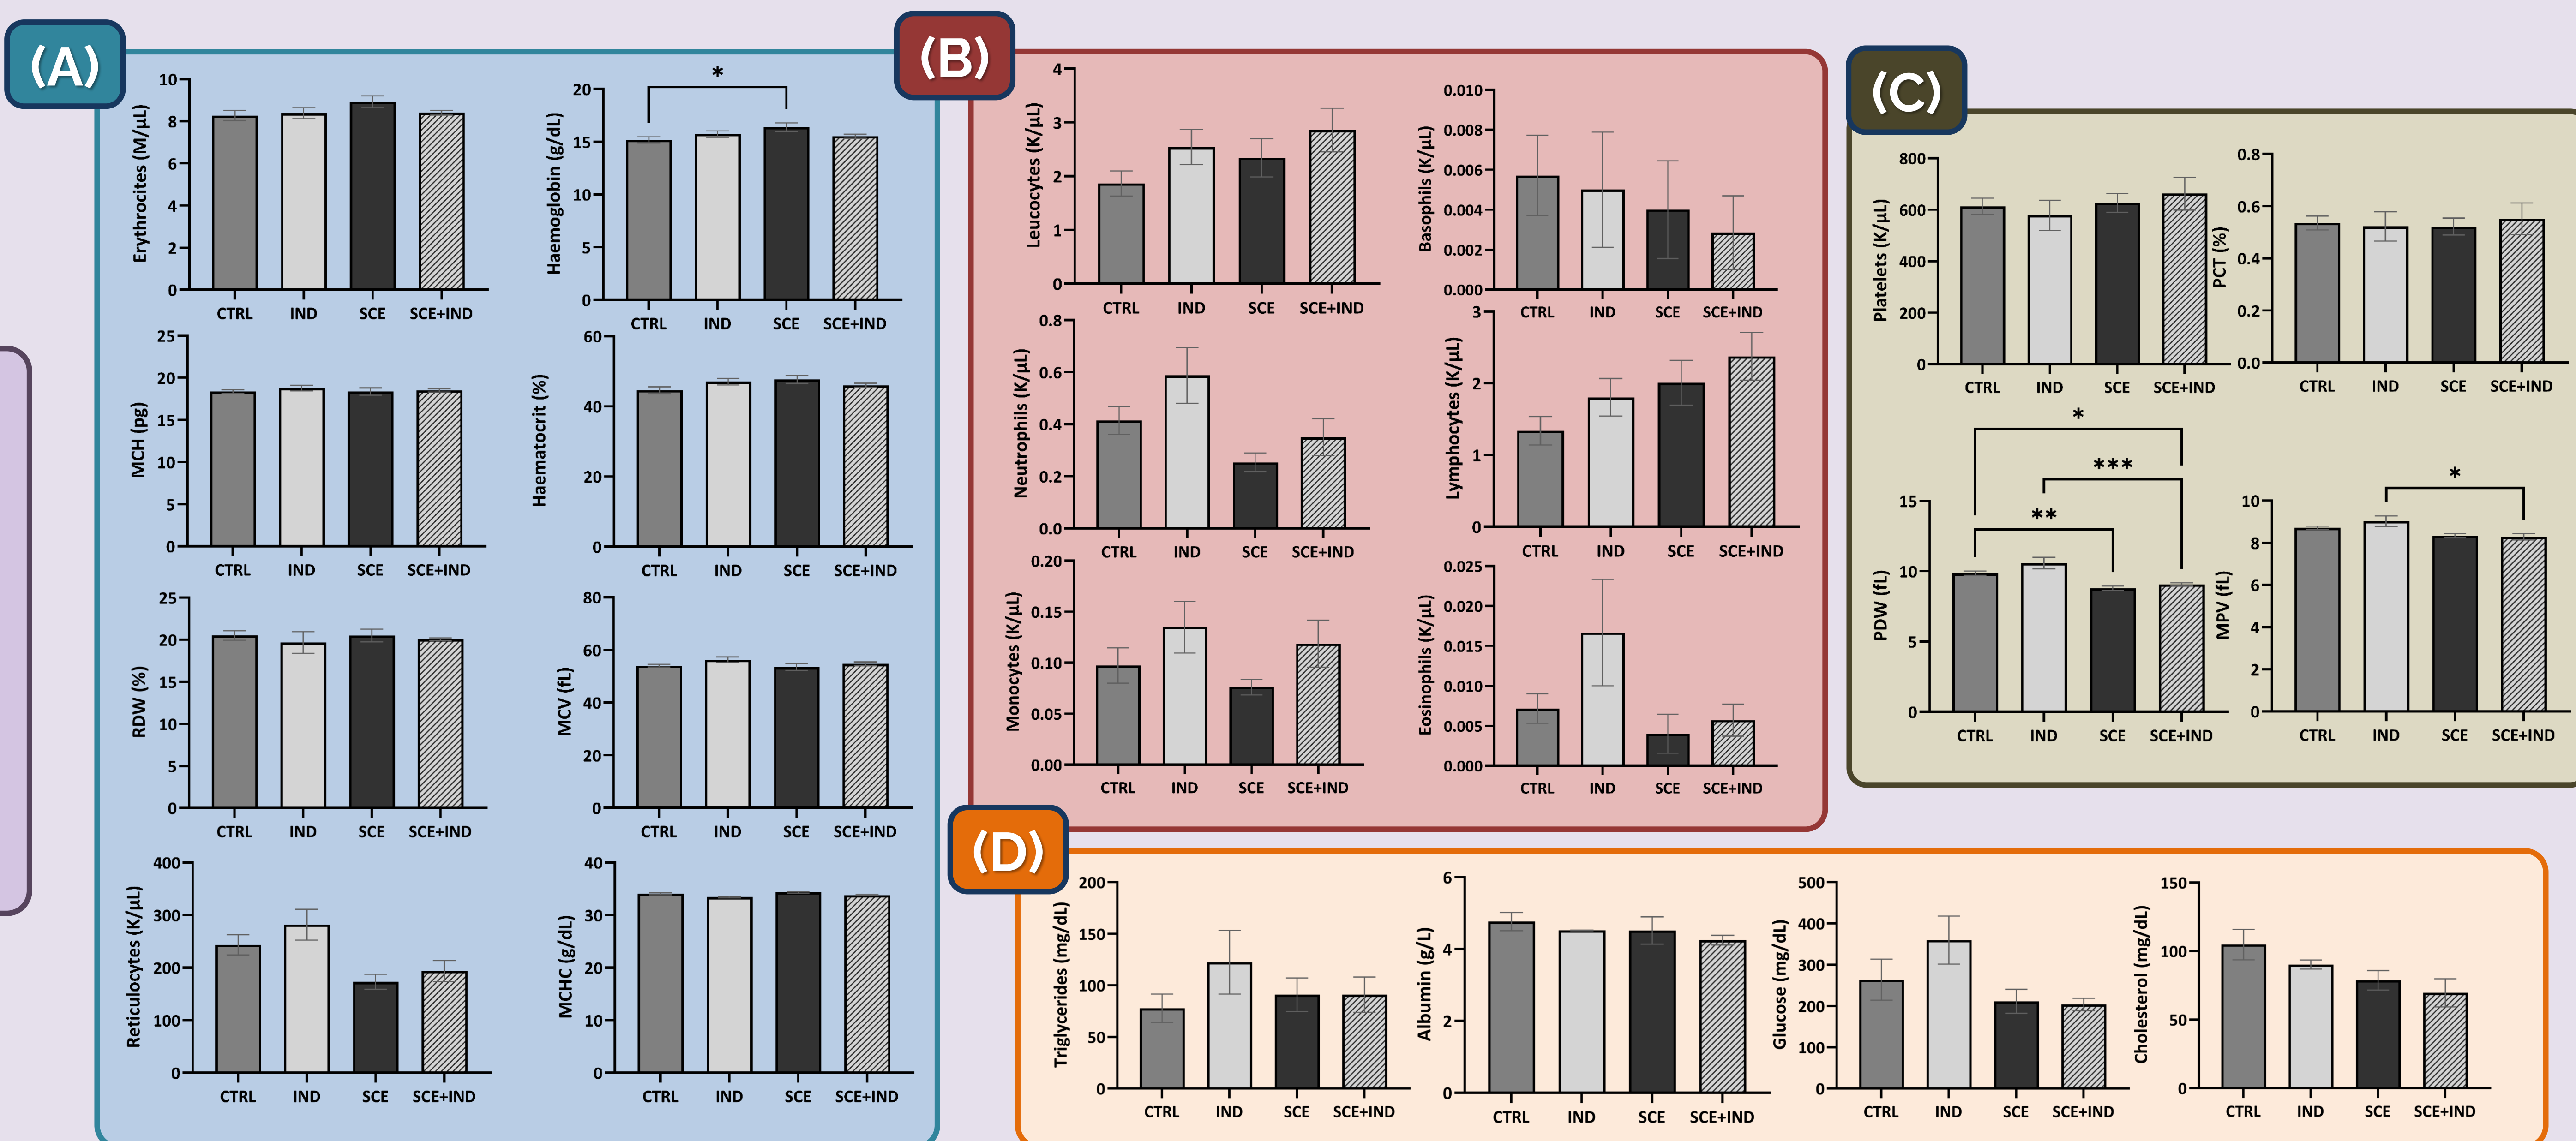 (A)
Erythrocites (M/µL)
10
8
6
4
2
0
CTRL IND SCE SCE+IND
*
Haemoglobin (g/dL)
20
15
10
5
0
CTRL IND SCE SCE+IND
MCH (pg)
25
20
15
10
5
0
CTRL IND SCE SCE+IND
Haematocrit (%)
60
40
20
0
CTRL IND SCE SCE+IND
RDW (%)
25
20
15
10
5
0
CTRL IND SCE SCE+IND
MCV (fL)
80
60
40
20
0
CTRL IND SCE SCE+IND
Reticulocytes (K/µL)
400
300
200
100
0
CTRL IND SCE SCE+IND
MCHC (g/dL)
40
30
20
10
0
CTRL IND SCE SCE+IND
(B)
Leucocytes (K/µL)
4
3
2
1
0
CTRL IND SCE SCE+IND
Basophils (K/µL)
0.010
0.008
0.006
0.004
0.002
0.000
CTRL IND SCE SCE+IND
Neutrophils (K/µL)
0.8
0.6
0.4
0.2
0.0
CTRL IND SCE SCE+IND
Lymphocytes (K/µL)
3
2
1
0
CTRL IND SCE SCE+IND
Monocytes (K/µL)
0.20
0.15
0.10
0.05
0.00
CTRL IND SCE SCE+IND
Eosinophils (K/µL)
0.025
0.020
0.015
0.010
0.005
0.000
CTRL IND SCE SCE+IND
(C)
Platelets (K/µL)
800
600
400
200
0
CTRL IND SCE SCE+IND
PCT (%)
0.8
0.6
0.4
0.2
0.0
CTRL IND SCE SCE+IND
*
***
**
PDW (fL)
15
10
5
0
CTRL IND SCE SCE+IND
*
MPV (fL)
10
8
6
4
2
0
CTRL IND SCE SCE+IND
(D)
Triglycerides (mg/dL)
200
150
100
50
0
CTRL IND SCE SCE+IND
Albumin (g/L)
6
4
2
0
CTRL IND SCE SCE+IND
Glucose (mg/dL)
500
400
300
200
100
0
CTRL IND SCE SCE+IND
Cholesterol (mg/dL)
150
100
50
0
CTRL IND SCE SCE+IND